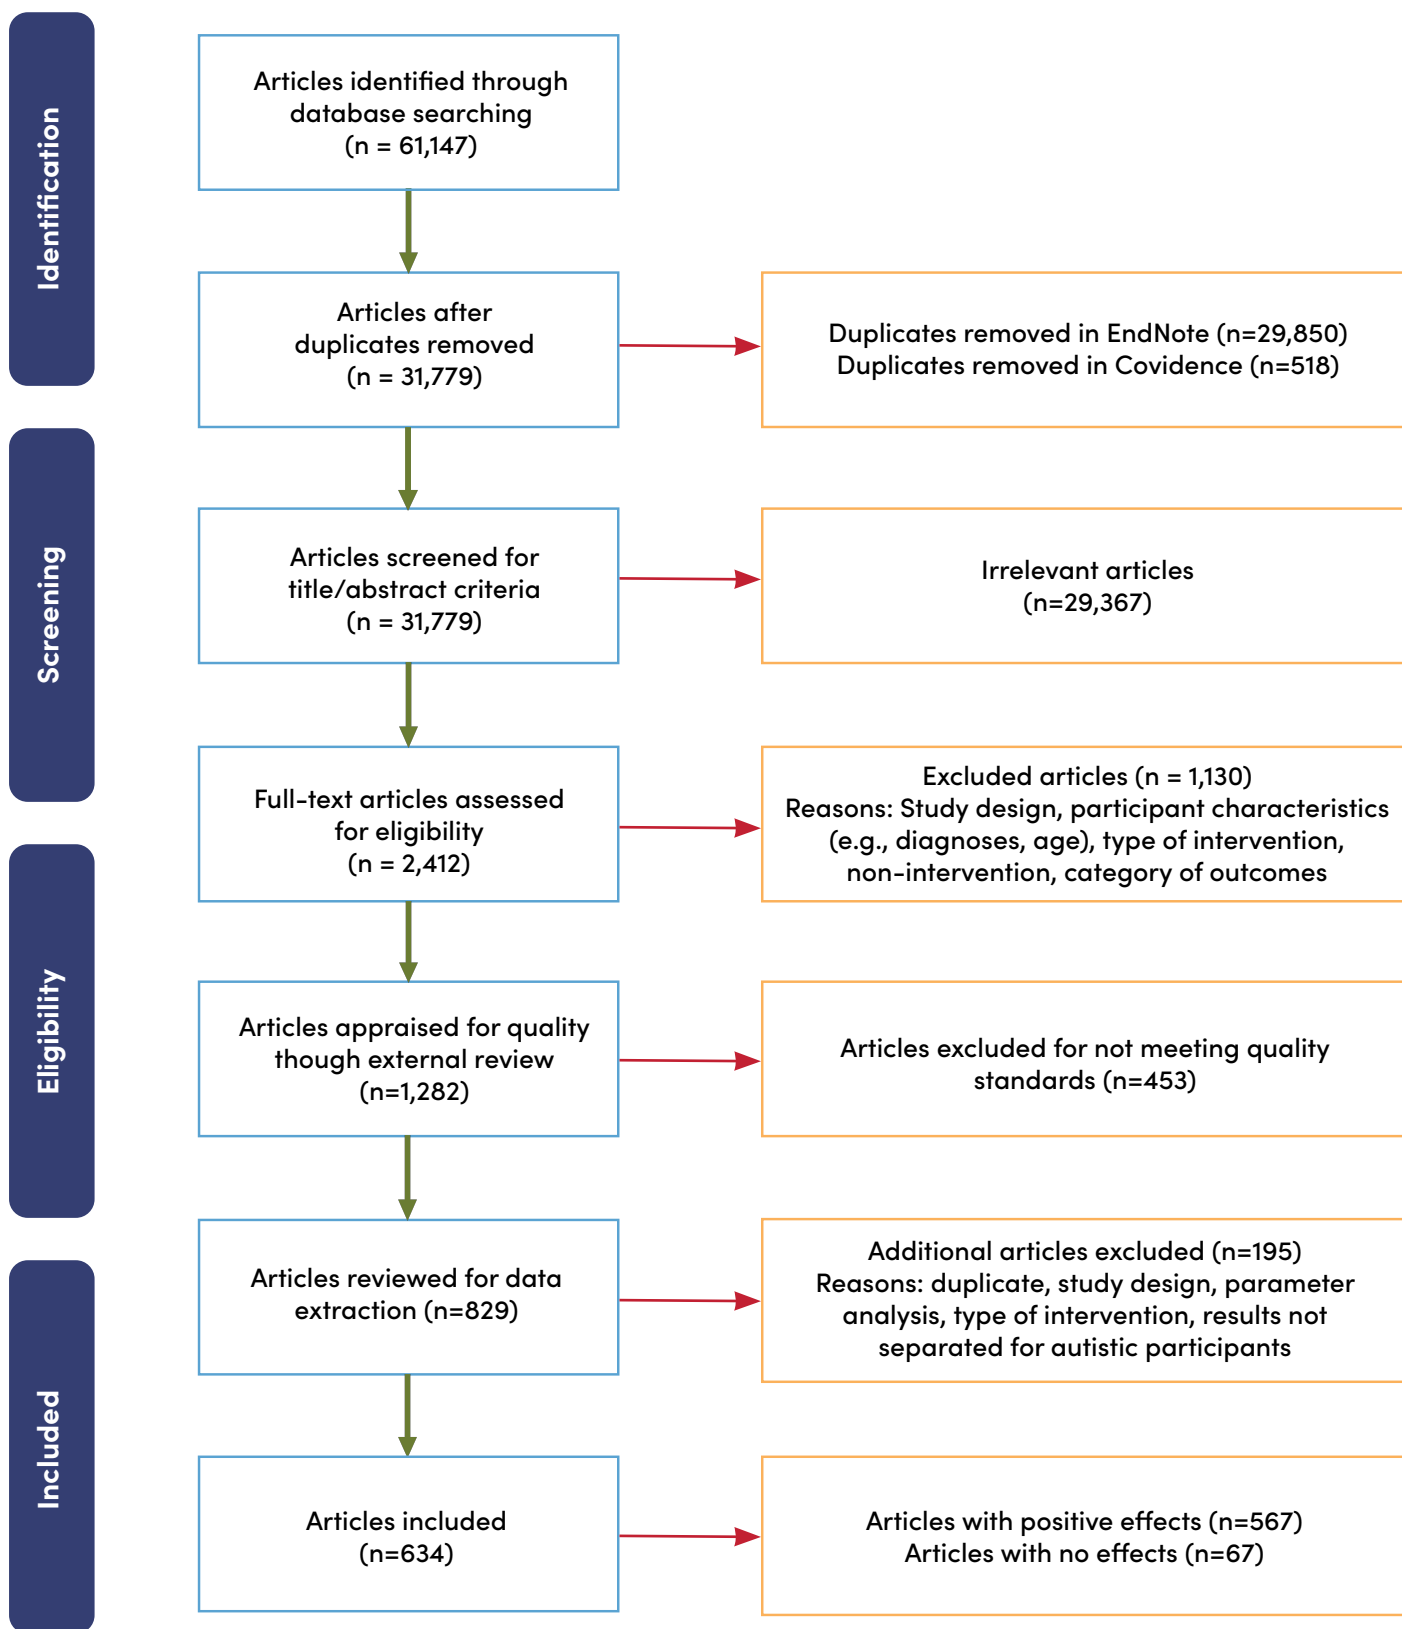 Identification
Articles identified through
database searching
(n = 61,147)
Articles after
duplicates removed
(n = 31,779)
Duplicates removed in EndNote (n=29,850)
Duplicates removed in Covidence (n=518)
Screening
Articles screened for
title/abstract criteria
(n = 31,779)
Irrelevant articles
(n=29,367)
Full-text articles assessed
for eligibility
(n = 2,412)
Excluded articles (n = 1,130)
Reasons: Study design, participant characteristics
(e.g., diagnoses, age), type of intervention,
non-intervention, category of outcomes
Eligibility
Articles appraised for quality
though external review
(n=1,282)
Articles excluded for not meeting quality
standards (n=453)
Articles reviewed for data
extraction (n=829)
Additional articles excluded (n=195)
Reasons: duplicate, study design, parameter
analysis, type of intervention, results not
separated for autistic participants
Included
Articles included
(n=634)
Articles with positive effects (n=567)
Articles with no effects (n=67)